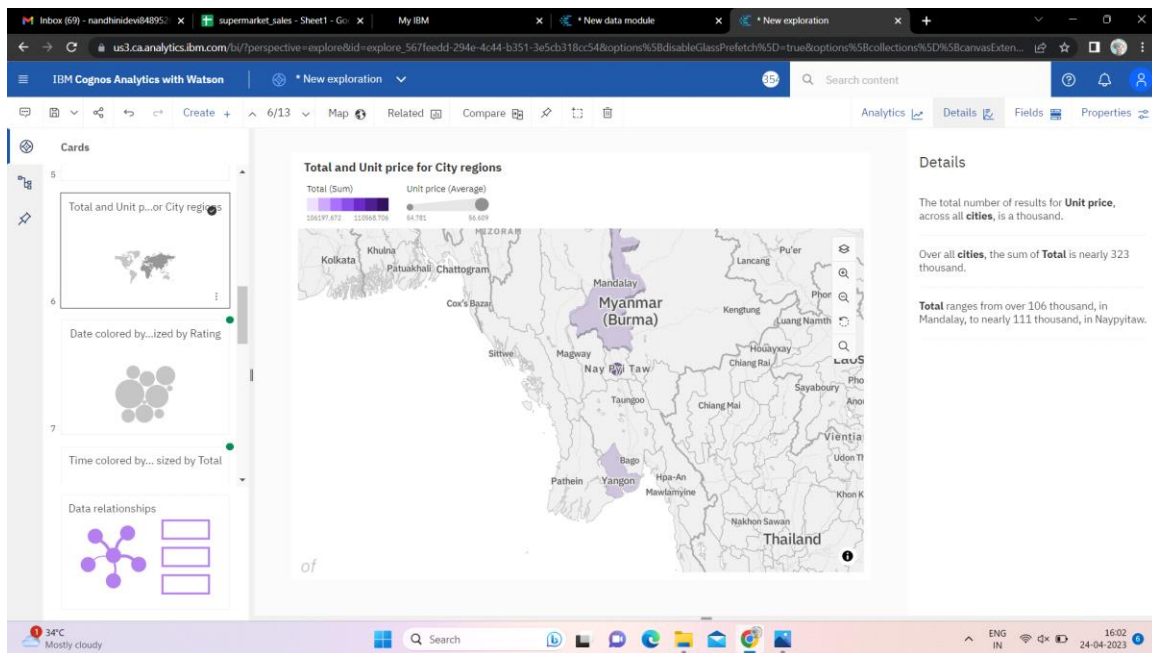 Inbox (69) - nandhinidevi848952
supermarket_sales - Sheet1 - Go
My IBM
* New data module
* New exploration
us3.ca.analytics.ibm.com/bi/?perspective=explore&id=explore_567feedd-294e-4c44-b351-3e5cb318cc54&options%5BdisableGlassPrefetch%5D=true&options%5Bcollections%5D%5BcanvasExten...
IBM Cognos Analytics with Watson
* New exploration
354
Search content
Create +
6/13
Map
Related
Compare
Analytics
Details
Fields
Properties
Cards
5
Total and Unit p...or City regions
6
Date colored by...ized by Rating
7
Time colored by... sized by Total
Data relationships
Total and Unit price for City regions
Total (Sum)
Unit price (Average)
106197.672
110568.706
54.781
56.609
MIZORAM
Khulna
Kolkata
Patuakhali
Chattogram
Cox's Bazar
Mandalay
Myanmar
(Burma)
Lancang
Pu'er
Kengtung
Luang Namth
Houayxay
Chiang Rai
Sittwe
Magway
Nay Pyi Taw
Taungoo
Chiang Mai
Sayaboury
Vientia
Udon Th
Bago
Pathein
Yangon
Hpa-An
Mawlamyine
Khon K
Nakhon Sawan
Thailand
of
Details
The total number of results for Unit price,
across all cities, is a thousand.
Over all cities, the sum of Total is nearly 323
thousand.
Total ranges from over 106 thousand, in
Mandalay, to nearly 111 thousand, in Naypyitaw.
1
34°C
Mostly cloudy
Search
ENG
IN
16:02
24-04-2023
6